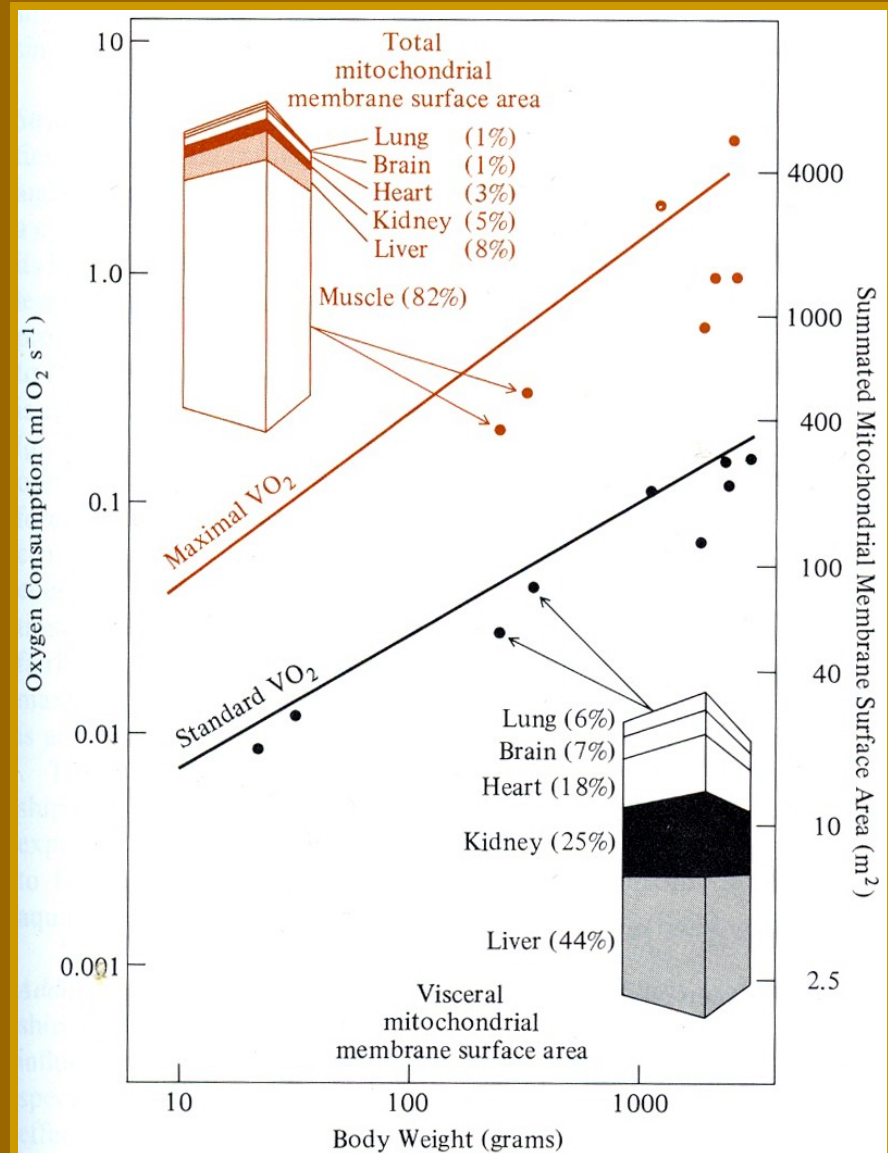 Total
mitochondrial
membrane surface area
Lung (1%)
Brain (1%)
Heart (3%)
Kidney (5%)
Liver (8%)
Muscle (82%)
Maximal VO₂
Standard VO₂
Lung (6%)
Brain (7%)
Heart (18%)
Kidney (25%)
Liver (44%)
Visceral
mitochondrial
membrane surface area
Oxygen Consumption (ml O₂ s⁻¹)
10
1.0
0.1
0.01
0.001
Summated Mitochondrial Membrane Surface Area (m²)
4000
1000
400
100
40
10
2.5
10
100
1000
Body Weight (grams)